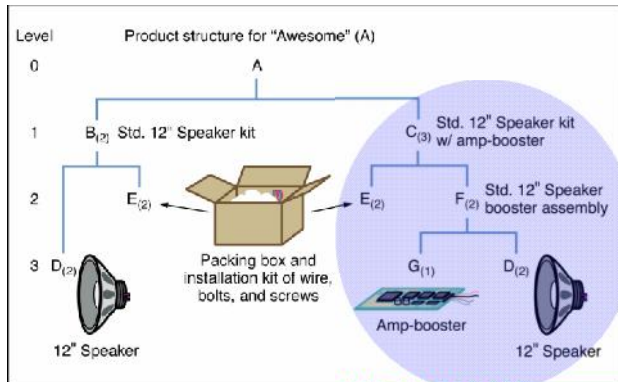 Level Product structure for “Awesome” (A)
0 A
1 B(2) Std. 12" Speaker kit C(3) Std. 12" Speaker kit
w/ amp-booster
2 E(2) E(2) F(2) Std. 12" Speaker
booster assembly
Packing box and
installation kit of wire,
bolts, and screws
3 D(2) G(1) D(2)
12" Speaker
Amp-booster
12" Speaker